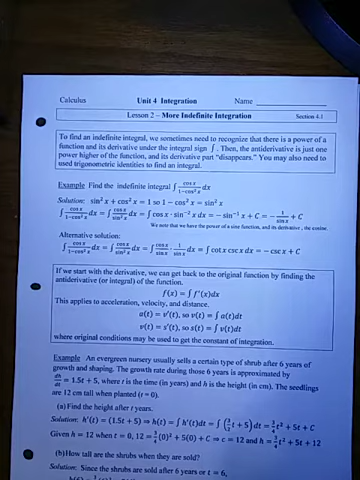 Calculus Unit 4 Integration Name
Lesson 2 – More Indefinite Integration Section 4.1
To find an indefinite integral, we sometimes need to recognize that there is a power of a
function and its derivative under the integral sign ∫ . Then, the antiderivative is just one
power higher of the function, and its derivative part "disappears." You may also need to
used trigonometric identities to find an integral.
Example Find the indefinite integral ∫ cos x / (1−cos² x) dx
Solution: sin² x + cos² x = 1 so 1 − cos² x = sin² x
∫ cos x / (1−cos² x) dx = ∫ cos x / sin² x dx = ∫ cos x · sin⁻² x dx = − sin⁻¹ x + C = − 1 / sin x + C
We note that we have the power of a sine function, and its derivative , the cosine.
Alternative solution:
∫ cos x / (1−cos² x) dx = ∫ cos x / sin² x dx = ∫ cos x / sin x · 1 / sin x dx = ∫ cot x csc x dx = − csc x + C
If we start with the derivative, we can get back to the original function by finding the
antiderivative (or integral) of the function.
f(x) = ∫ f′(x)dx
This applies to acceleration, velocity, and distance.
a(t) = v′(t), so v(t) = ∫ a(t)dt
v(t) = s′(t), so s(t) = ∫ v(t)dt
where original conditions may be used to get the constant of integration.
Example An evergreen nursery usually sells a certain type of shrub after 6 years of
growth and shaping. The growth rate during those 6 years is approximated by
dh/dt = 1.5t + 5, where t is the time (in years) and h is the height (in cm). The seedlings
are 12 cm tall when planted (t = 0).
(a) Find the height after t years.
Solution: h′(t) = (1.5t + 5) ⇒ h(t) = ∫ h′(t)dt = ∫ (3/2 t + 5) dt = 3/4 t² + 5t + C
Given h = 12 when t = 0, 12 = 3/4 (0)² + 5(0) + C ⇒ c = 12 and h = 3/4 t² + 5t + 12
(b) How tall are the shrubs when they are sold?
Solution: Since the shrubs are sold after 6 years or t = 6,